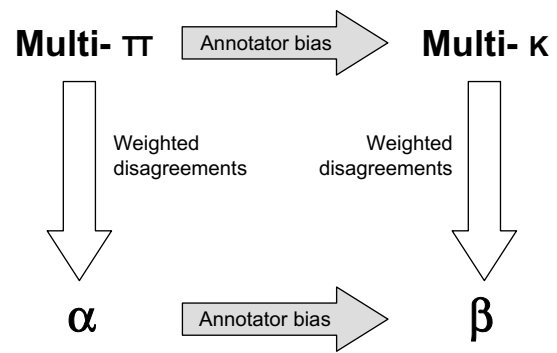 Multi- π
Annotator bias
Multi- κ
Weighted
disagreements
Weighted
disagreements
α
Annotator bias
β